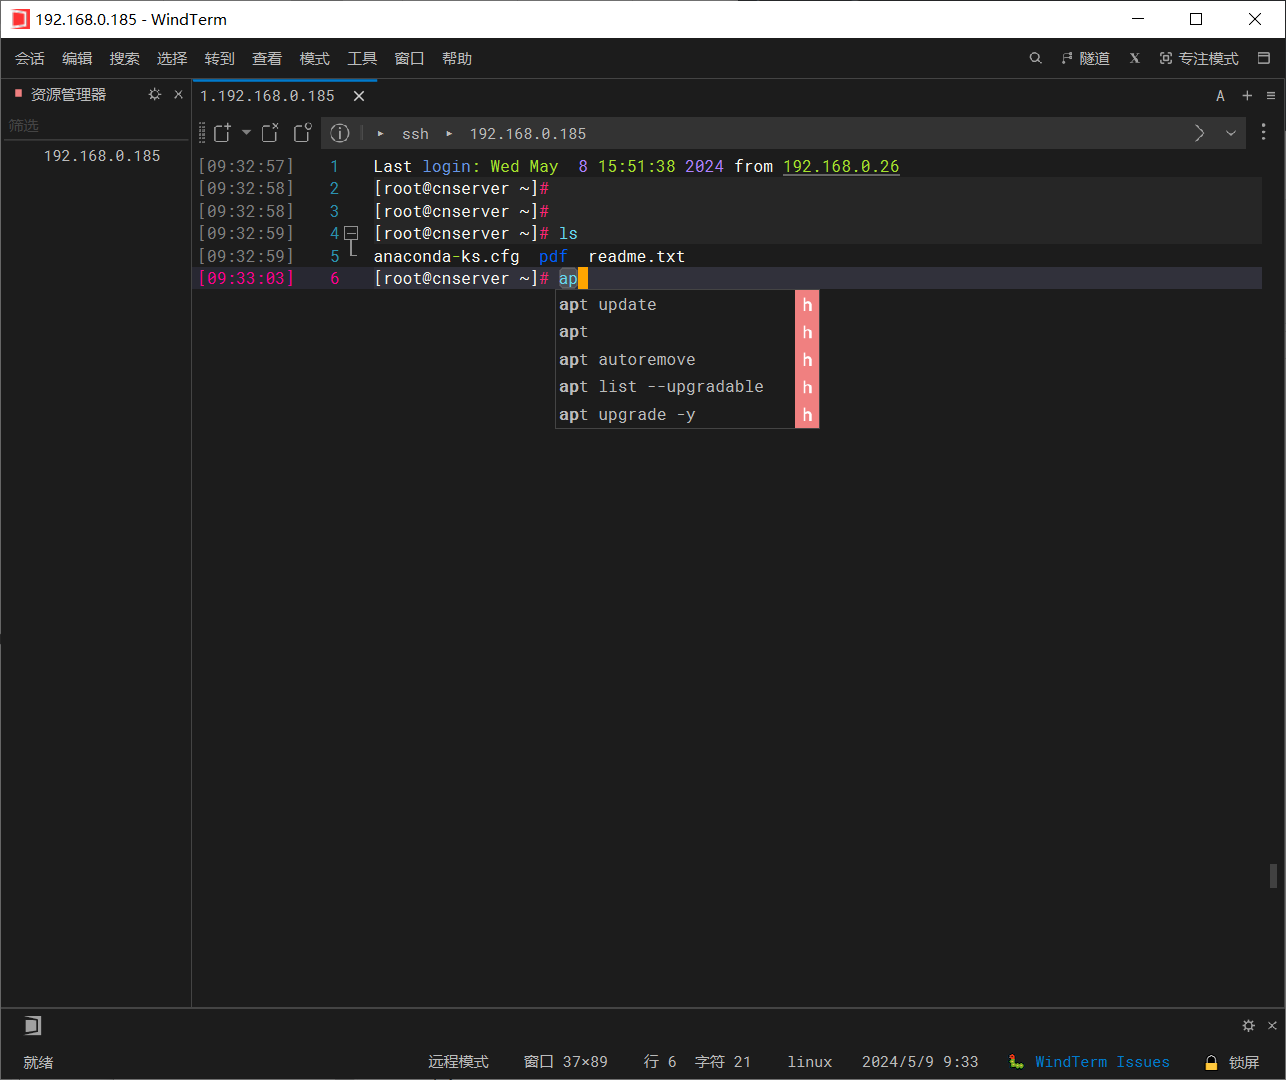 192.168.0.185 - WindTerm
会话 编辑 搜索 选择 转到 查看 模式 工具 窗口 帮助 隧道 X 专注模式
资源管理器
1.192.168.0.185
A
筛选
ssh 192.168.0.185
192.168.0.185
[09:32:57] 1 Last login: Wed May  8 15:51:38 2024 from 192.168.0.26
[09:32:58] 2 [root@cnserver ~]#
[09:32:58] 3 [root@cnserver ~]#
[09:32:59] 4 [root@cnserver ~]# ls
[09:32:59] 5 anaconda-ks.cfg  pdf  readme.txt
[09:33:03] 6 [root@cnserver ~]# ap
apt update h
apt h
apt autoremove h
apt list --upgradable h
apt upgrade -y h
就绪 远程模式 窗口 37×89 行 6 字符 21 linux 2024/5/9 9:33 WindTerm Issues 锁屏